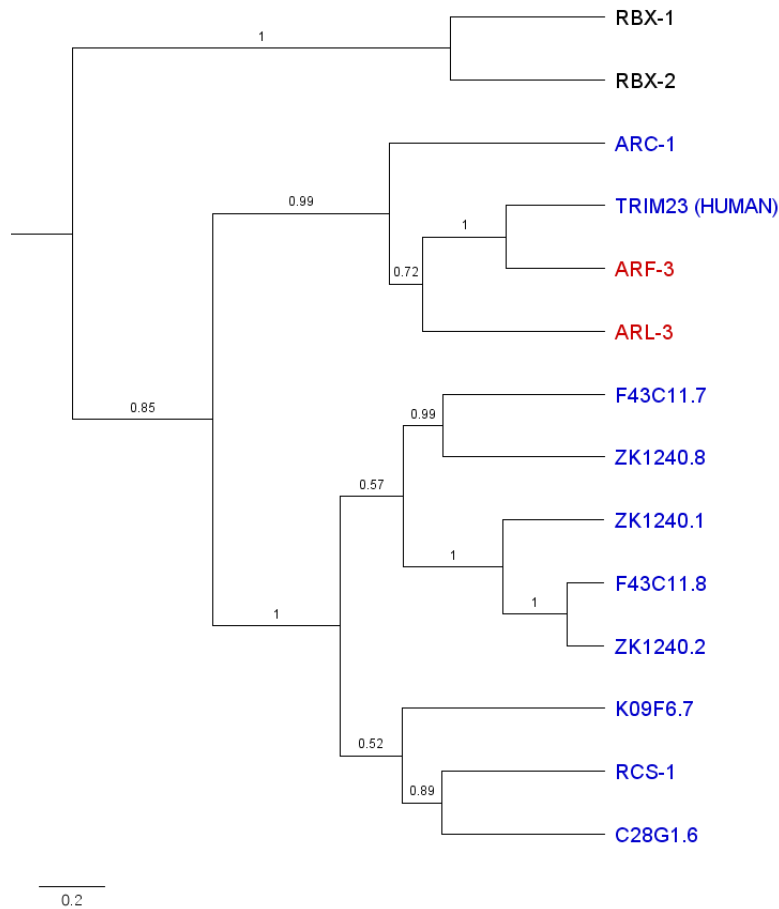 RBX-1
1
RBX-2
ARC-1
0.99
TRIM23 (HUMAN)
1
ARF-3
0.72
ARL-3
0.85
F43C11.7
0.99
ZK1240.8
0.57
ZK1240.1
1
F43C11.8
1
ZK1240.2
1
K09F6.7
0.52
RCS-1
0.89
C28G1.6
0.2